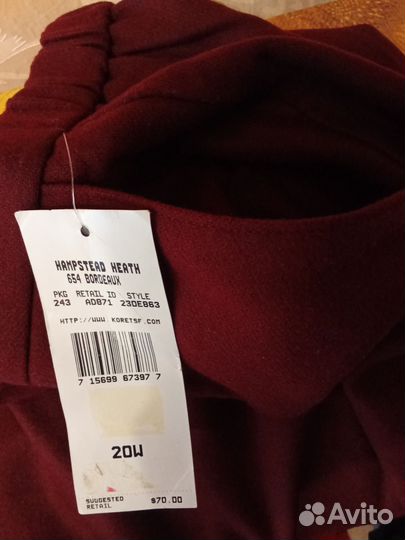 HAMPSTEAD HEATH
654 BORDEAUX
PKG RETAIL ID STYLE
243 AD871 230E863
HTTP://WWW.KORETSF.COM
7 15699 67397 7
20W
SUGGESTED
RETAIL $70.00
Avito